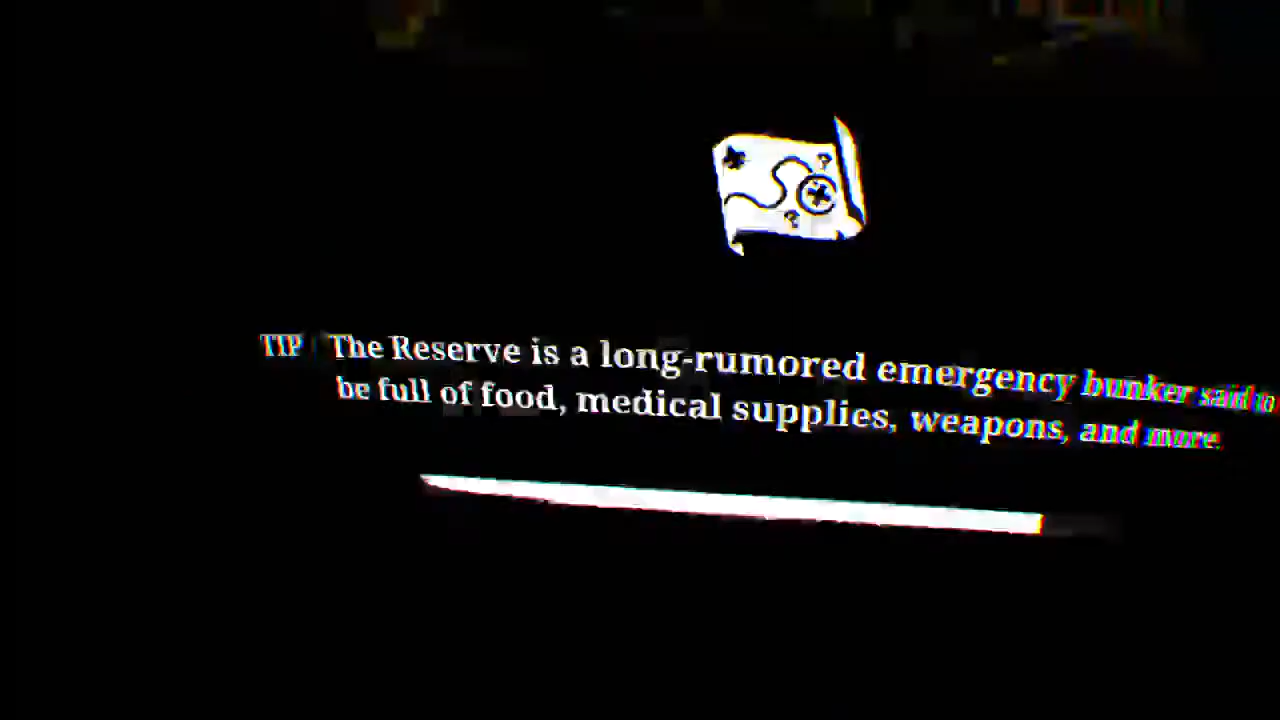 TIP The Reserve is a long-rumored emergency bunker said to
be full of food, medical supplies, weapons, and more.